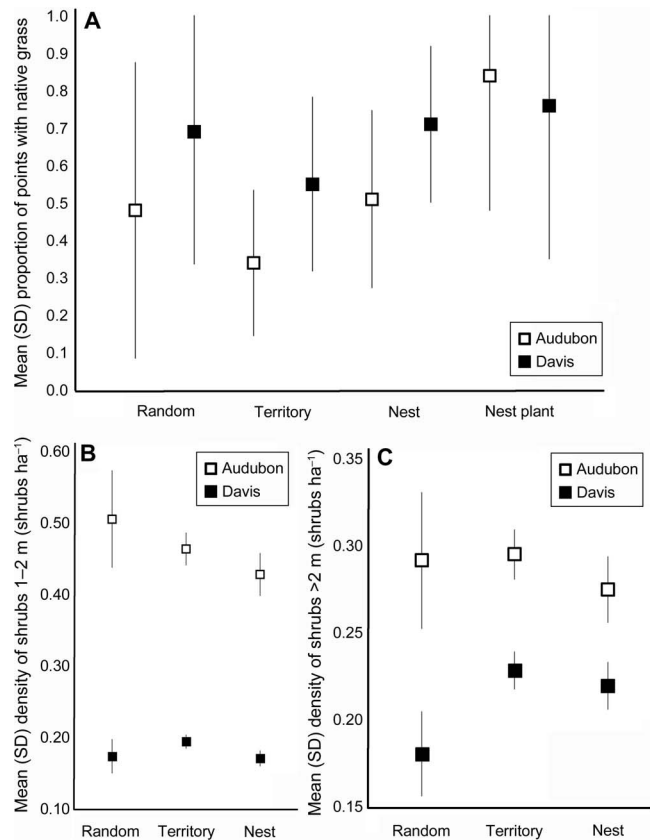 A
Mean (SD) proportion of points with native grass
1.0
0.9
0.8
0.7
0.6
0.5
0.4
0.3
0.2
0.1
0.0
Audubon
Davis
Random Territory Nest Nest plant
B
Mean (SD) density of shrubs 1–2 m (shrubs ha⁻¹)
0.60
0.50
0.40
0.30
0.20
0.10
Audubon
Davis
Random Territory Nest
C
Mean (SD) density of shrubs >2 m (shrubs ha⁻¹)
0.35
0.30
0.25
0.20
0.15
Audubon
Davis
Random Territory Nest